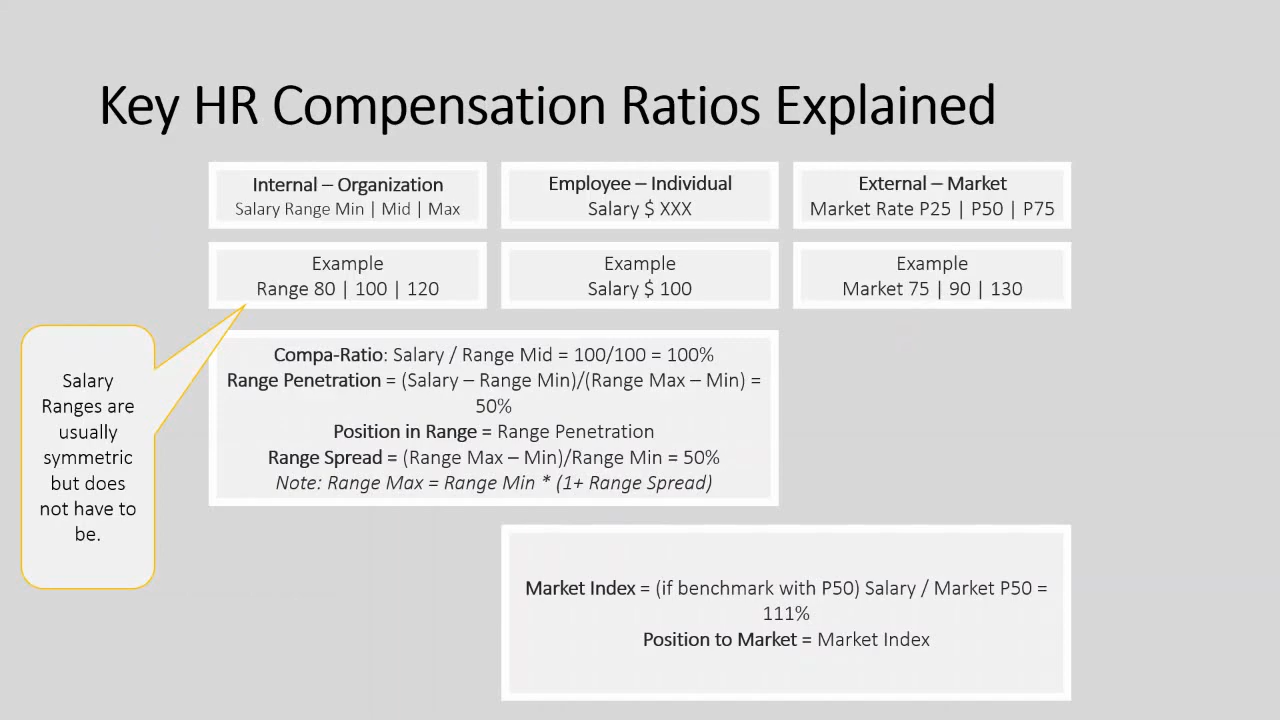 Key HR Compensation Ratios Explained
Internal – Organization
Salary Range Min | Mid | Max
Employee – Individual
Salary $ XXX
External – Market
Market Rate P25 | P50 | P75
Example
Range 80 | 100 | 120
Example
Salary $ 100
Example
Market 75 | 90 | 130
Salary
Ranges are
usually
symmetric
but does
not have to
be.
Compa-Ratio: Salary / Range Mid = 100/100 = 100%
Range Penetration = (Salary – Range Min)/(Range Max – Min) =
50%
Position in Range = Range Penetration
Range Spread = (Range Max – Min)/Range Min = 50%
Note: Range Max = Range Min * (1+ Range Spread)
Market Index = (if benchmark with P50) Salary / Market P50 =
111%
Position to Market = Market Index